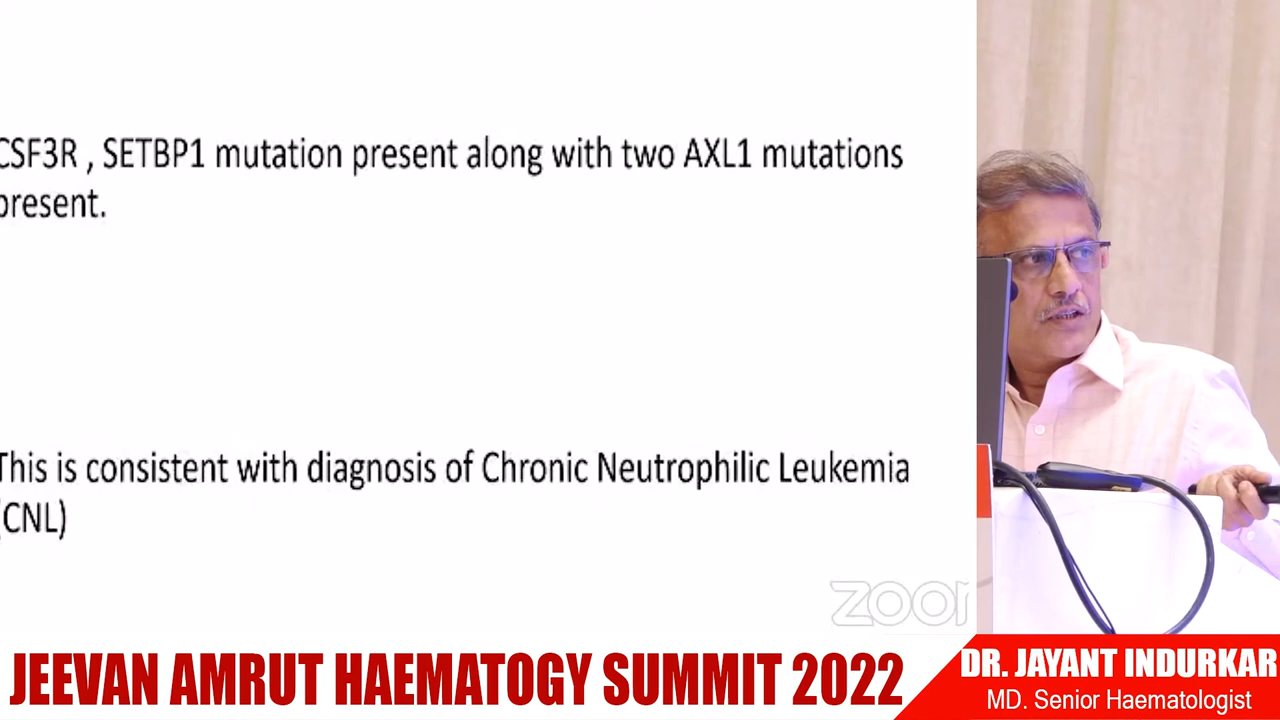 CSF3R , SETBP1 mutation present along with two AXL1 mutations
present.
This is consistent with diagnosis of Chronic Neutrophilic Leukemia
(CNL)
zoom
JEEVAN AMRUT HAEMATOGY SUMMIT 2022
DR. JAYANT INDURKAR
MD. Senior Haematologist